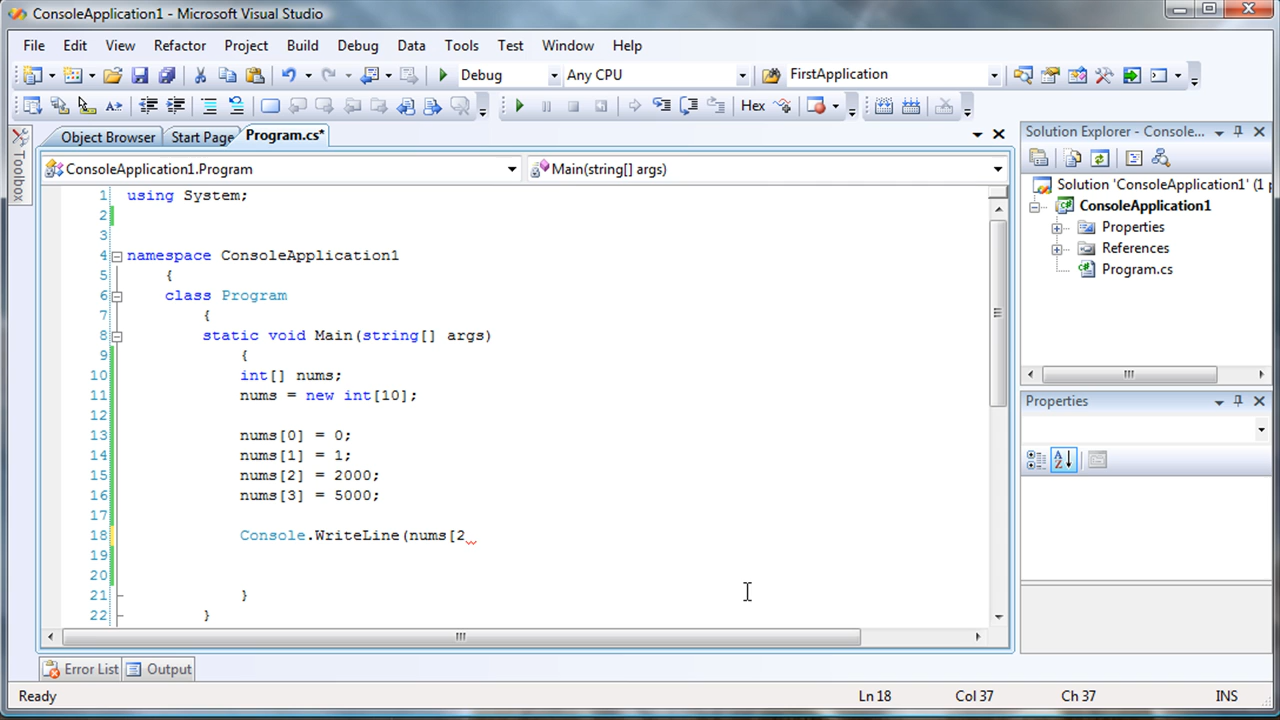 ConsoleApplication1 - Microsoft Visual Studio
File Edit View Refactor Project Build Debug Data Tools Test Window Help
Debug Any CPU FirstApplication
Hex
Object Browser Start Page Program.cs*
Solution Explorer - Console...
Toolbox
ConsoleApplication1.Program Main(string[] args)
Solution 'ConsoleApplication1' (1 p
ConsoleApplication1
Properties
References
Program.cs
1 using System;
2
3
4 namespace ConsoleApplication1
5 {
6 class Program
7 {
8 static void Main(string[] args)
9 {
10 int[] nums;
11 nums = new int[10];
12
13 nums[0] = 0;
14 nums[1] = 1;
15 nums[2] = 2000;
16 nums[3] = 5000;
17
18 Console.WriteLine(nums[2
19
20
21 }
22 }
Properties
Error List Output
Ready Ln 18 Col 37 Ch 37 INS